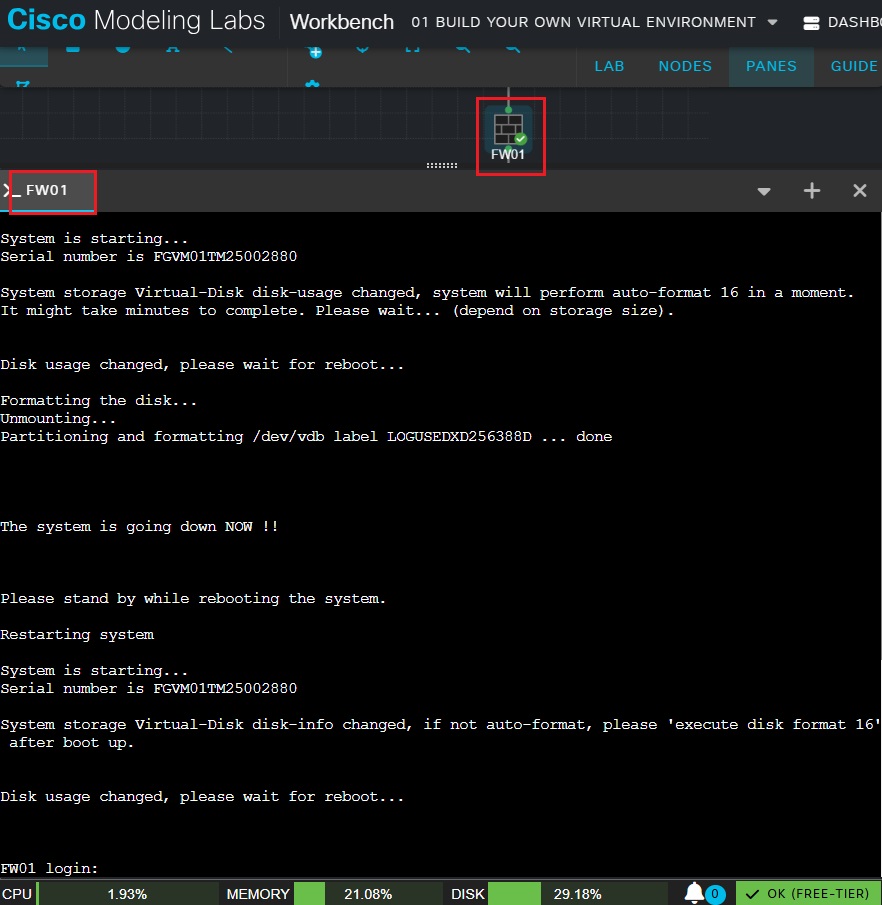 Cisco Modeling Labs Workbench 01 BUILD YOUR OWN VIRTUAL ENVIRONMENT DASHBO
LAB NODES PANES GUIDE
FW01
FW01
System is starting...
Serial number is FGVM01TM25002880
System storage Virtual-Disk disk-usage changed, system will perform auto-format 16 in a moment.
It might take minutes to complete. Please wait... (depend on storage size).
Disk usage changed, please wait for reboot...
Formatting the disk...
Unmounting...
Partitioning and formatting /dev/vdb label LOGUSEDXD256388D ... done
The system is going down NOW !!
Please stand by while rebooting the system.
Restarting system
System is starting...
Serial number is FGVM01TM25002880
System storage Virtual-Disk disk-info changed, if not auto-format, please 'execute disk format 16'
after boot up.
Disk usage changed, please wait for reboot...
FW01 login:
CPU 1.93% MEMORY 21.08% DISK 29.18% 0 OK (FREE-TIER)